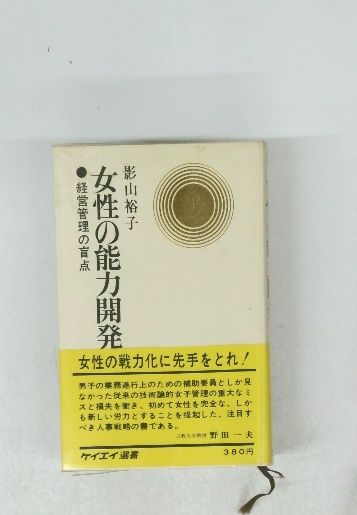 影山裕子
女性の能力開発
●経営管理の盲点
女性の戦力化に先手をとれ!
男子の業務遂行上のための補助要員としか見
なかった従来の技術論的女子管理の重大なミ
スと損失を衝き、初めて女性を完全な、しか
も新しい労力とすることを提起した、注目す
べき人事戦略の書である。
立教大学教授 野田一夫
ケイエイ選書
380円